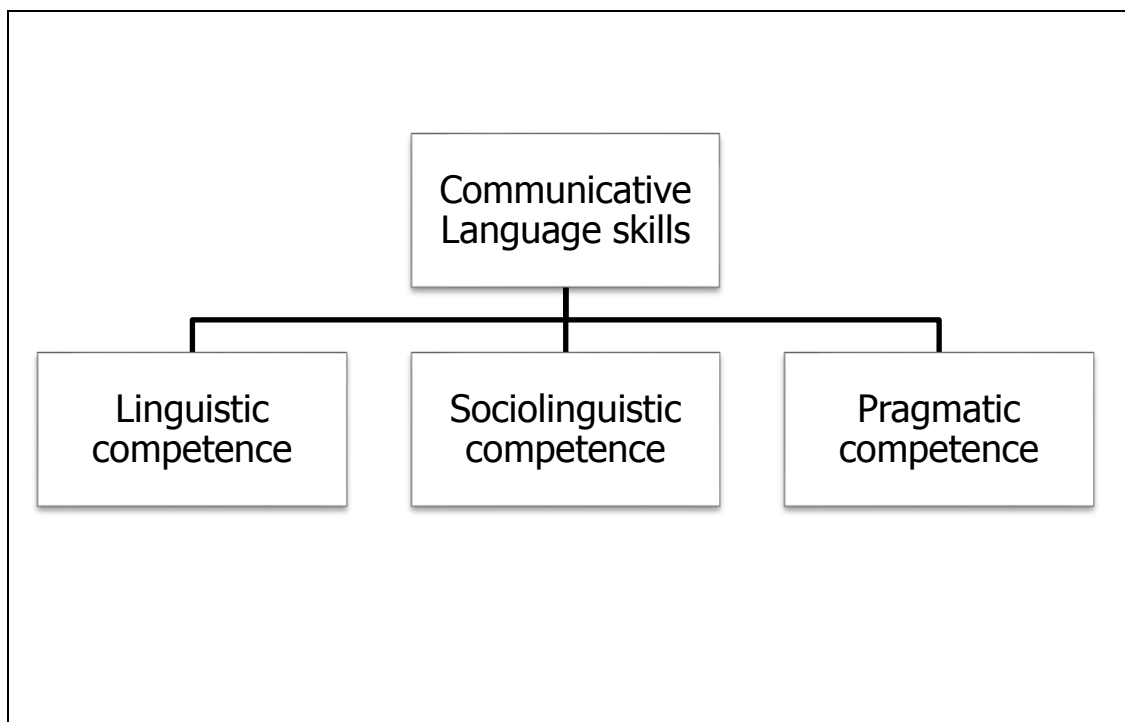 Communicative
Language skills
Linguistic
competence
Sociolinguistic
competence
Pragmatic
competence